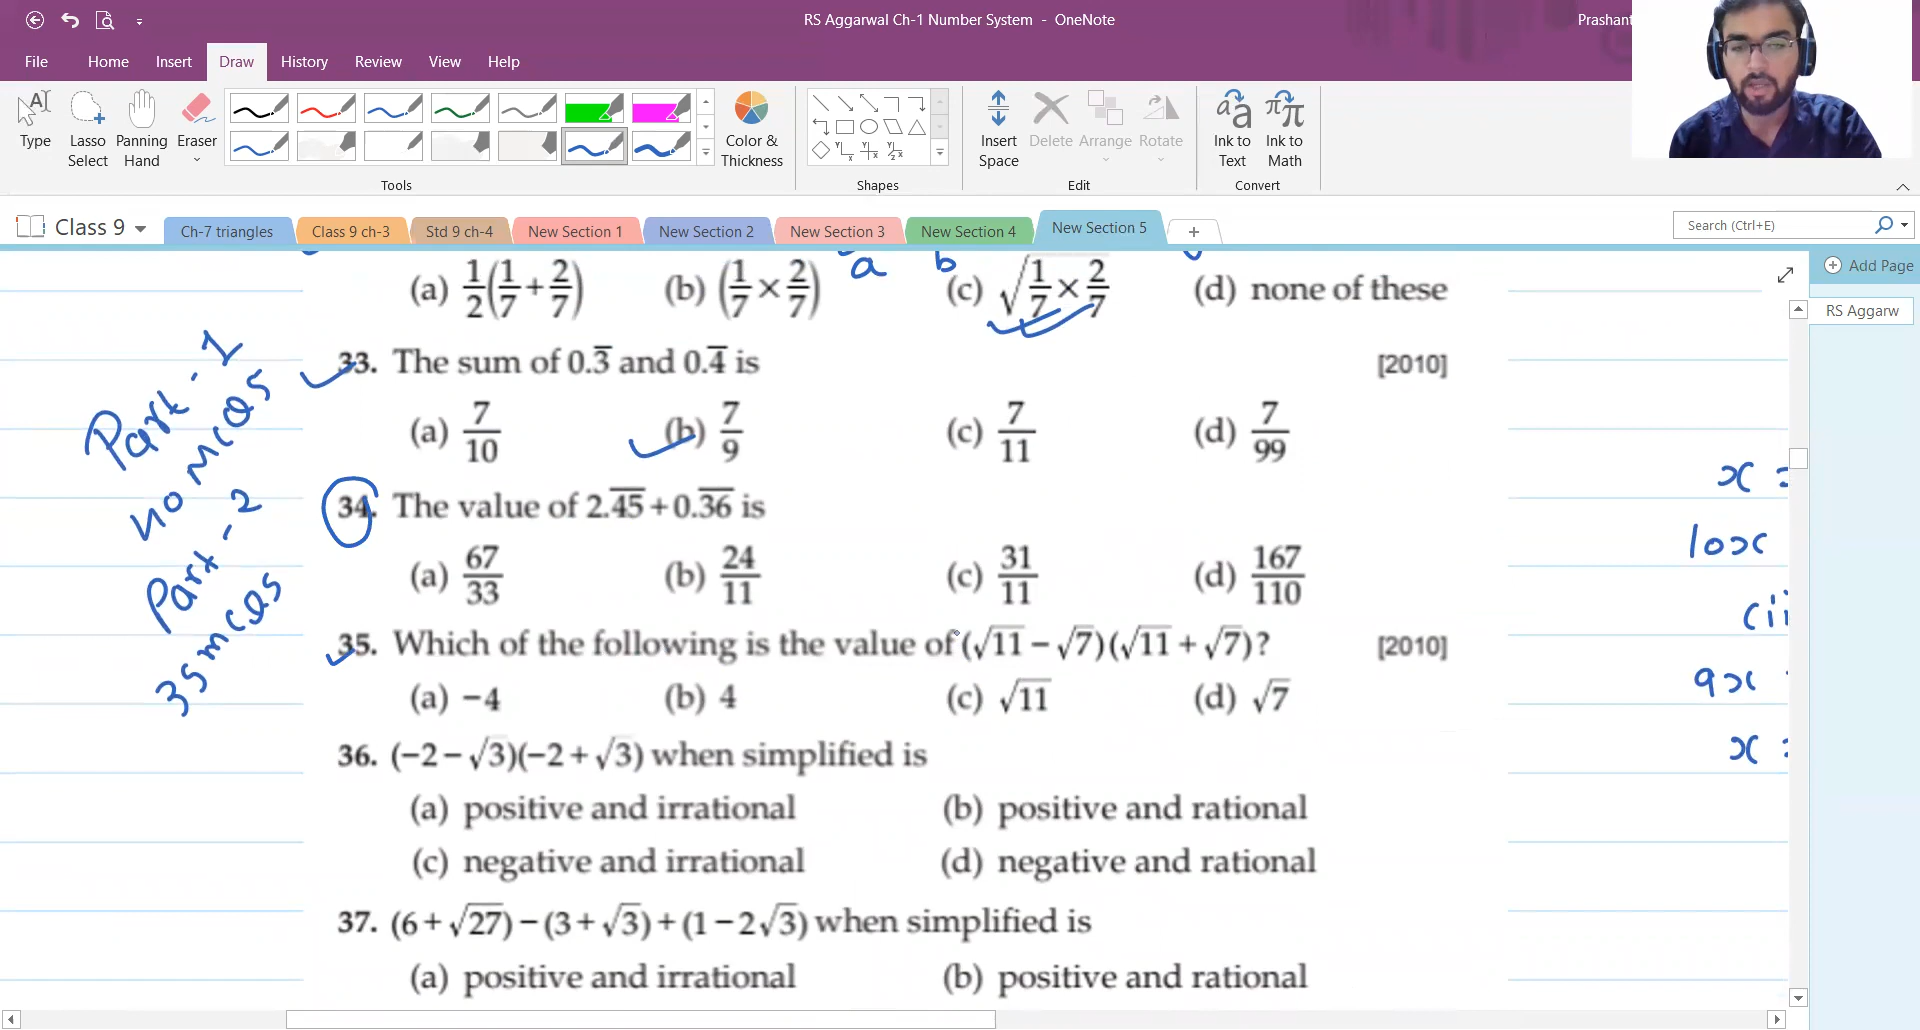 RS Aggarwal Ch-1 Number System - OneNote
Prashant
File Home Insert Draw History Review View Help
Type Lasso Select Panning Hand Eraser
Color & Thickness
Insert Space Delete Arrange Rotate
Ink to Text Ink to Math
Tools Shapes Edit Convert
Class 9 Ch-7 triangles Class 9 ch-3 Std 9 ch-4 New Section 1 New Section 2 New Section 3 New Section 4 New Section 5 +
Search (Ctrl+E)
Add Page
RS Aggarw
a b
(a) 1/2(1/7 + 2/7) (b) (1/7 × 2/7) (c) √(1/7 × 2/7) (d) none of these
33. The sum of 0.3̅ and 0.4̅ is [2010]
(a) 7/10 (b) 7/9 (c) 7/11 (d) 7/99
34. The value of 2.4̅5̅ + 0.3̅6̅ is
(a) 67/33 (b) 24/11 (c) 31/11 (d) 167/110
35. Which of the following is the value of (√11 − √7)(√11 + √7)? [2010]
(a) −4 (b) 4 (c) √11 (d) √7
36. (−2 − √3)(−2 + √3) when simplified is
(a) positive and irrational (b) positive and rational
(c) negative and irrational (d) negative and rational
37. (6 + √27) − (3 + √3) + (1 − 2√3) when simplified is
(a) positive and irrational (b) positive and rational
Part - 1
no mcqs
Part - 2
35 mcqs
x =
10x
(ii
9x
x =